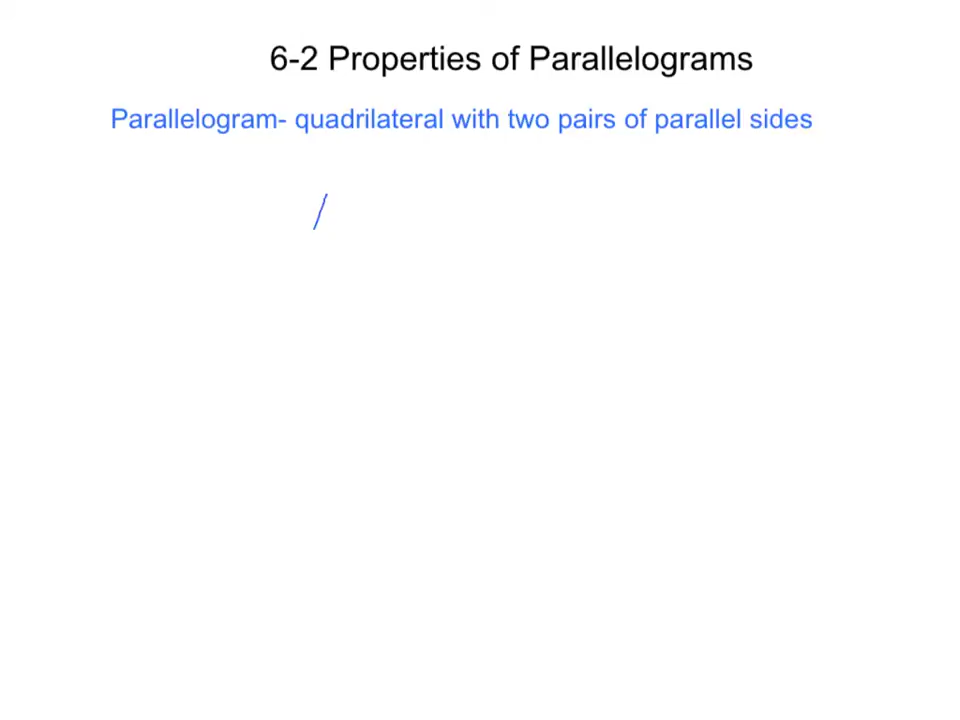 6-2 Properties of Parallelograms
Parallelogram- quadrilateral with two pairs of parallel sides